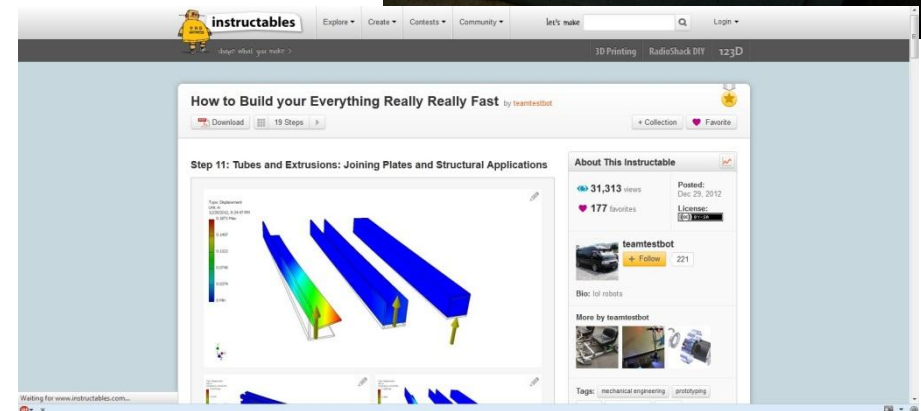 instructables
Explore Create Contests Community
let's make
Login
share what you make >
3D Printing RadioShack DIY 123D
How to Build your Everything Really Really Fast by teamtestbot
Download 19 Steps
+ Collection Favorite
Step 11: Tubes and Extrusions: Joining Plates and Structural Applications
Type: Displacement
About This Instructable
31,313 views
177 favorites
Posted:
Dec 29, 2012
License:
teamtestbot
+ Follow 221
Bio: lol robots
More by teamtestbot
Tags: mechanical engineering prototyping
Waiting for www.instructables.com...